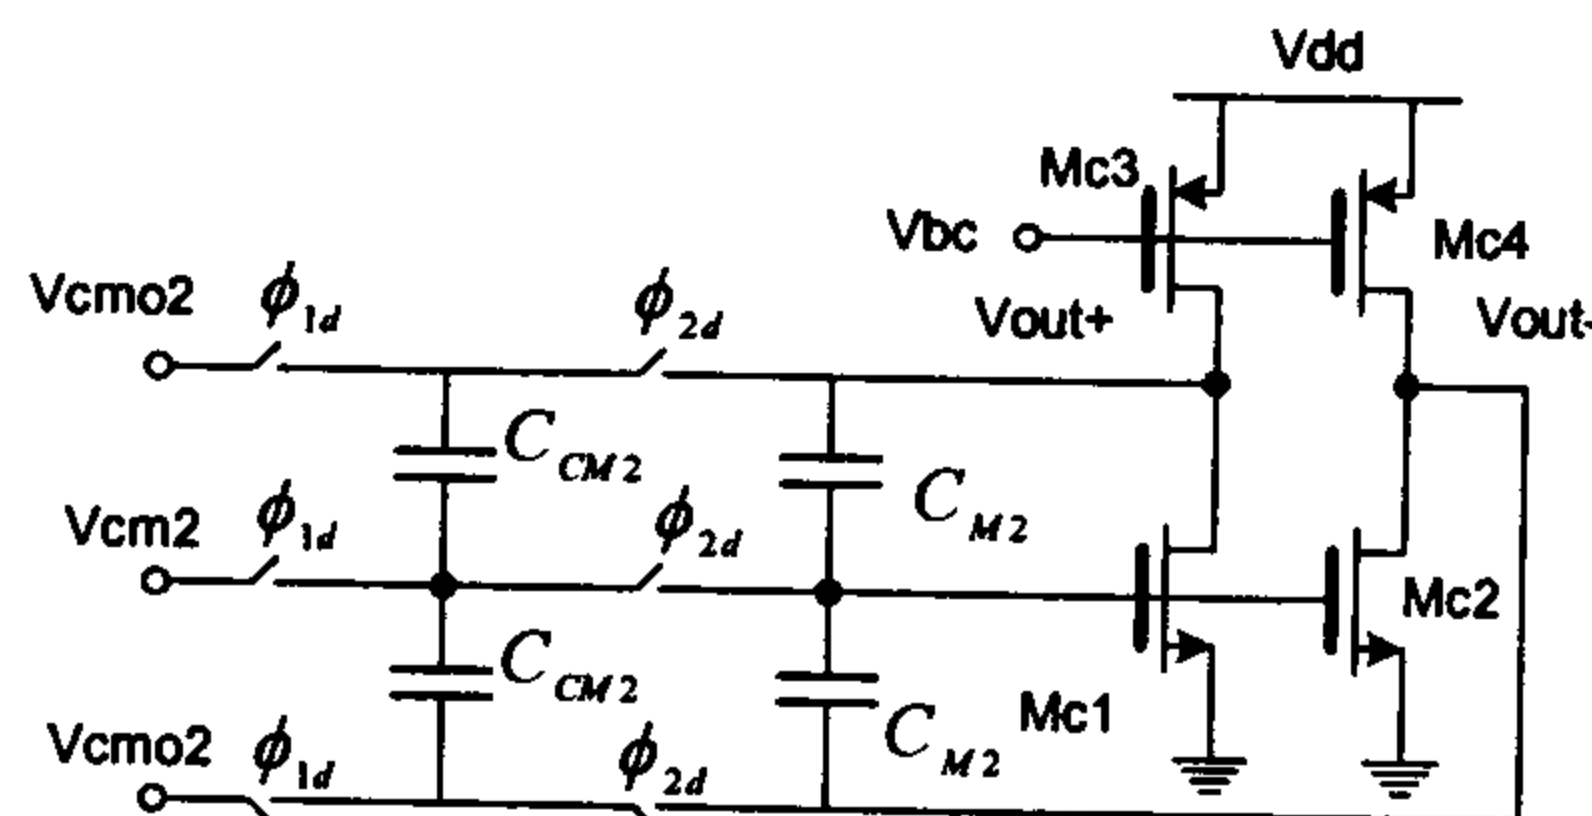 Vdd
Mc3
Vbc
Mc4
Vcmo2 ϕ1d ϕ2d Vout+ Vout-
CCM2
CM2
Vcm2 ϕ1d ϕ2d
Mc2
CCM2
Mc1
CM2
Vcmo2 ϕ1d ϕ2d